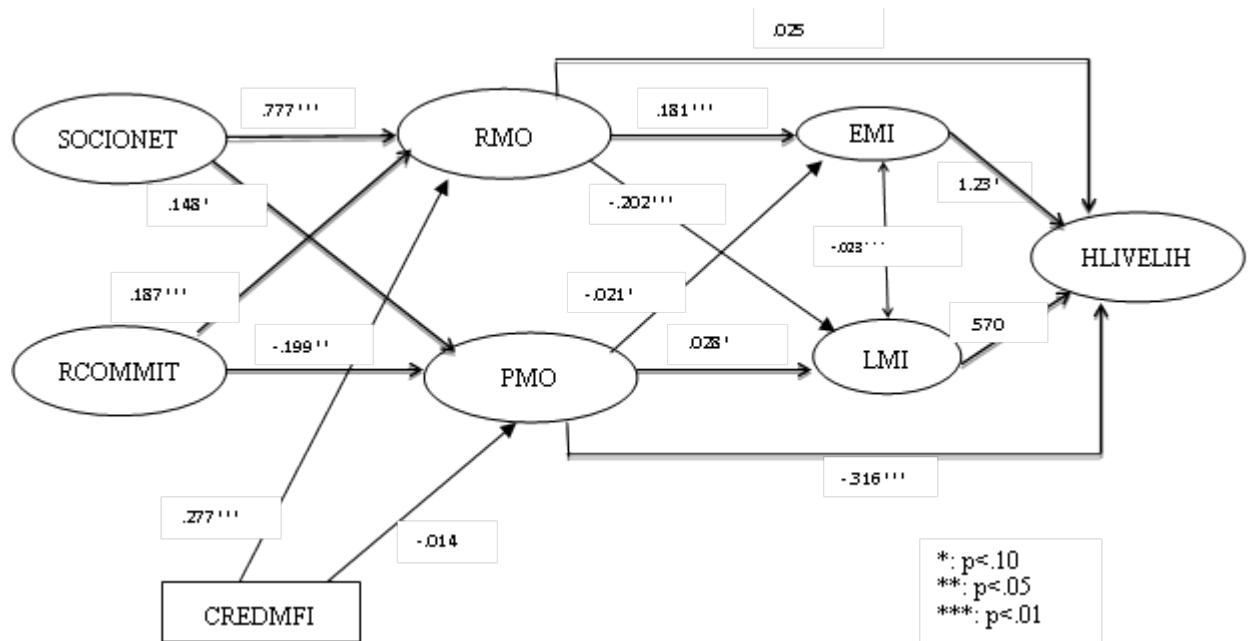 .025
.777'''
.181'''
SOCIONET
RMO
EMI
1.23'
.148'
-.202'''
-.023'''
HLIVELIH
.187'''
-.021'
-.199''
.028'
.570
RCOMMIT
PMO
LMI
-.316'''
.277'''
-.014
*: p<.10
**: p<.05
***: p<.01
CREDMFI